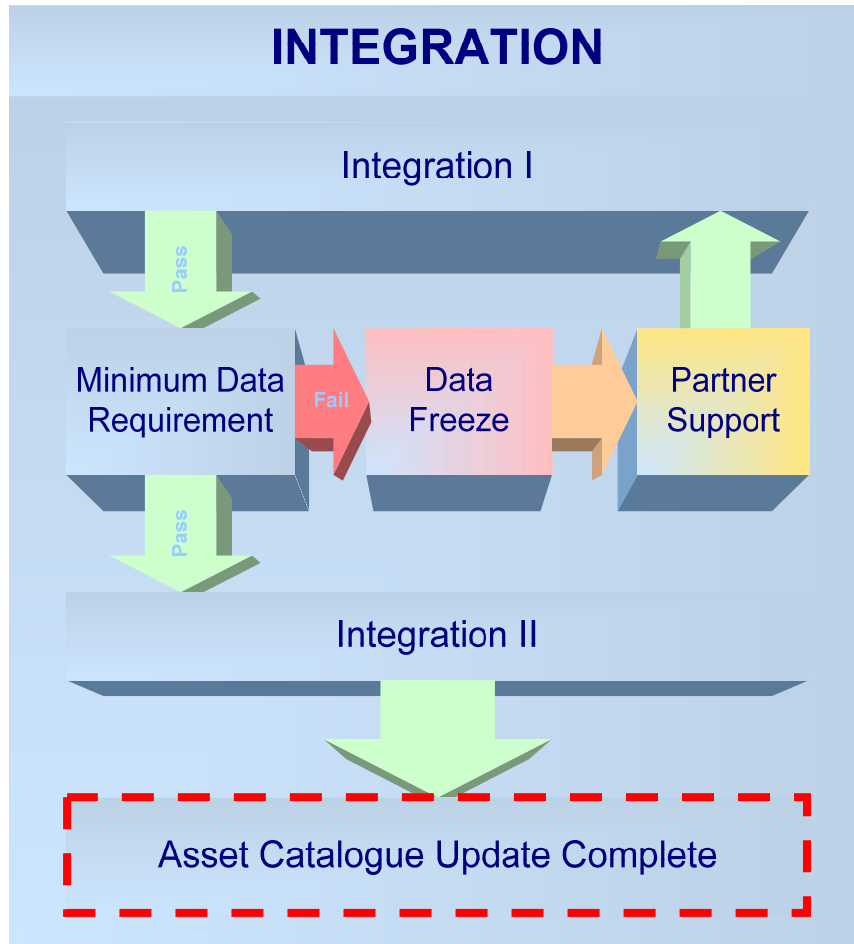 INTEGRATION
Integration I
Pass
Minimum Data
Requirement
Fail
Data
Freeze
Partner
Support
Pass
Integration II
Asset Catalogue Update Complete